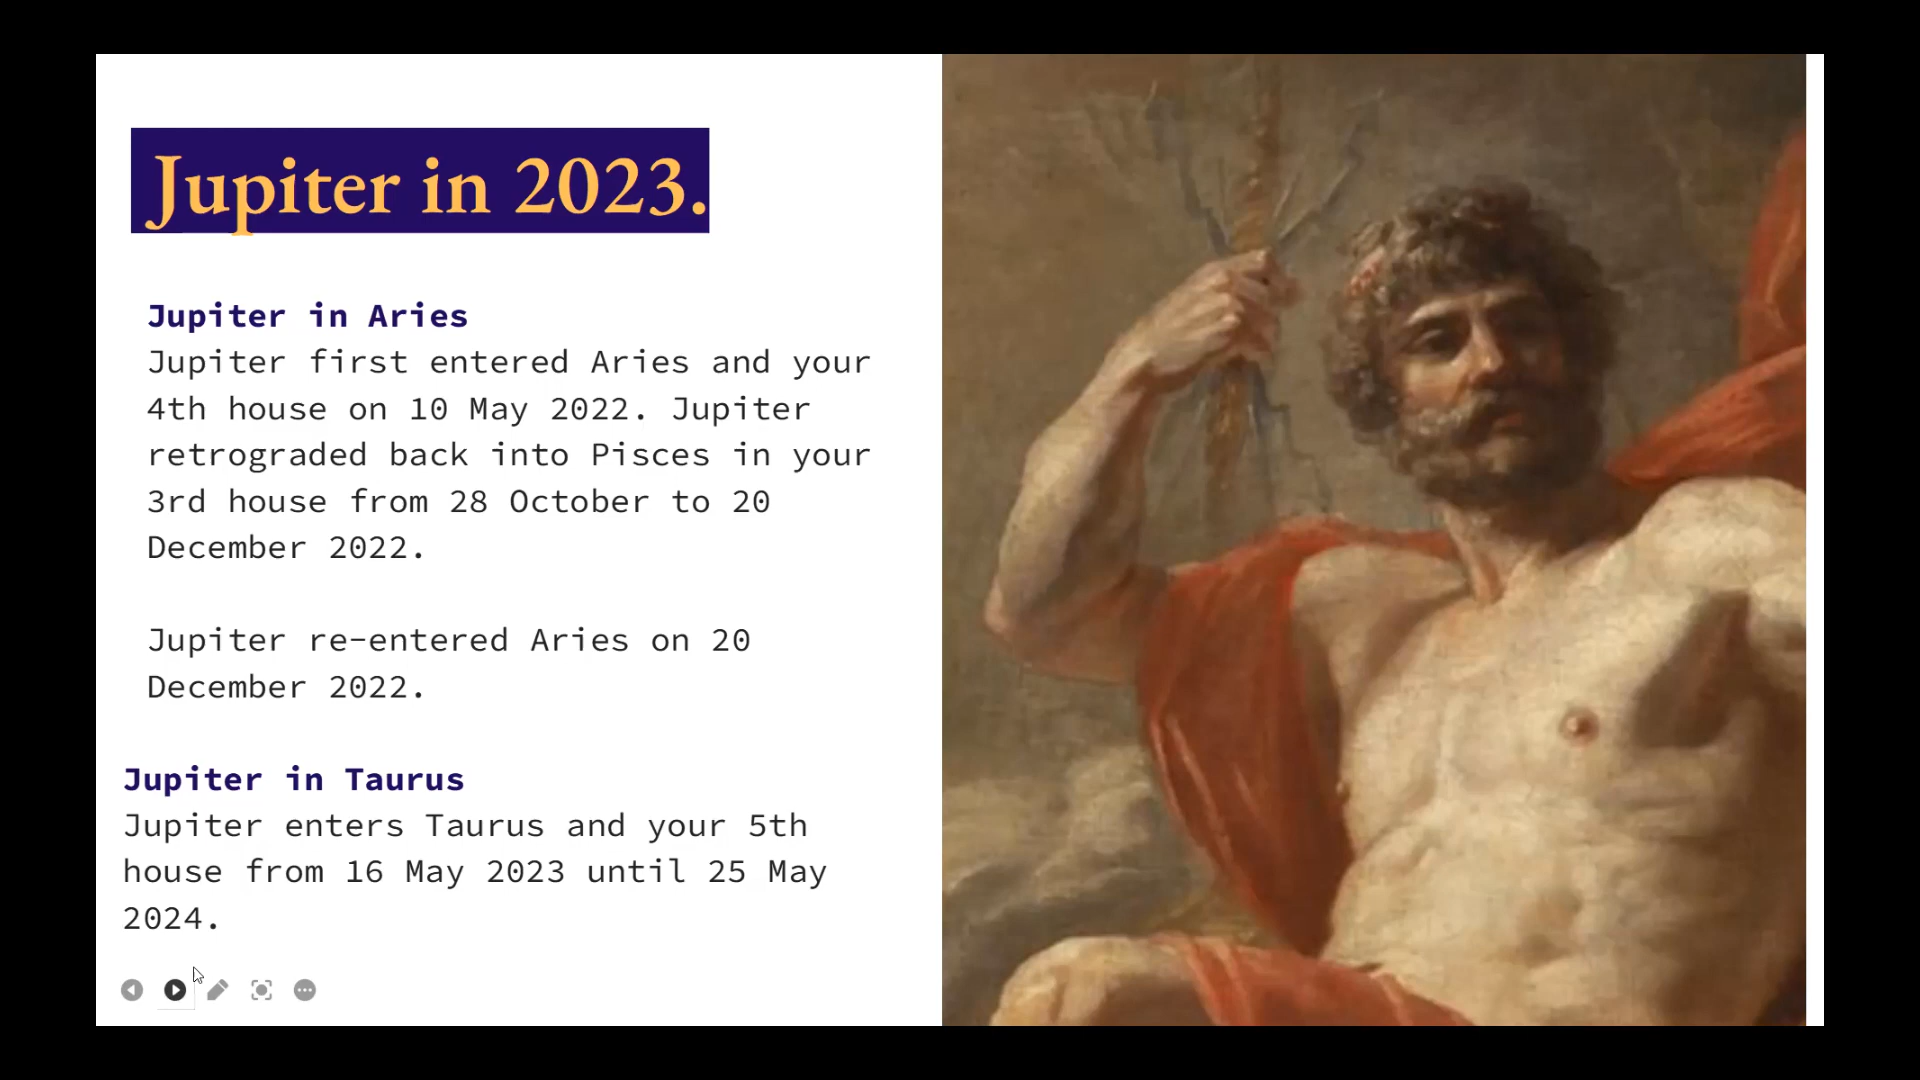 Jupiter in 2023.
Jupiter in Aries
Jupiter first entered Aries and your
4th house on 10 May 2022. Jupiter
retrograded back into Pisces in your
3rd house from 28 October to 20
December 2022.
Jupiter re-entered Aries on 20
December 2022.
Jupiter in Taurus
Jupiter enters Taurus and your 5th
house from 16 May 2023 until 25 May
2024.